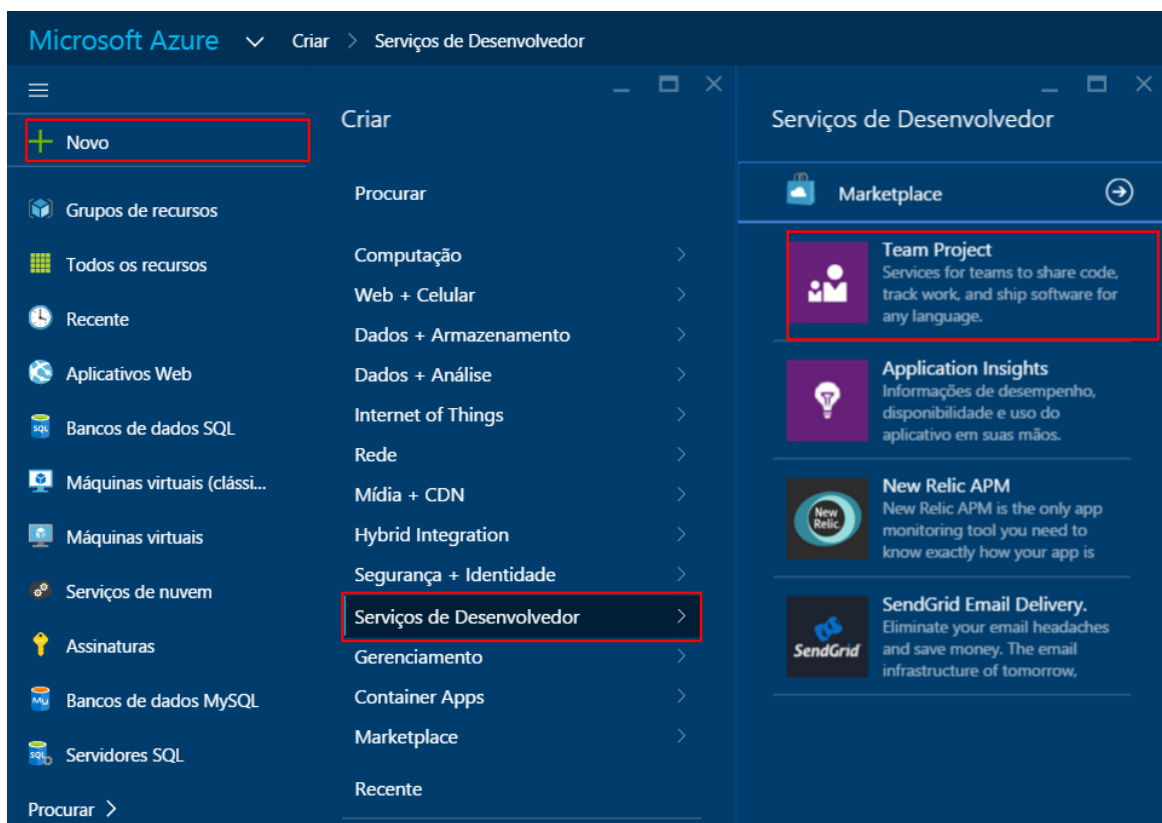 Microsoft Azure Criar > Serviços de Desenvolvedor
Novo
Grupos de recursos
Todos os recursos
Recente
Aplicativos Web
Bancos de dados SQL
Máquinas virtuais (clássi...
Máquinas virtuais
Serviços de nuvem
Assinaturas
Bancos de dados MySQL
Servidores SQL
Procurar >
Criar
Procurar
Computação
Web + Celular
Dados + Armazenamento
Dados + Análise
Internet of Things
Rede
Mídia + CDN
Hybrid Integration
Segurança + Identidade
Serviços de Desenvolvedor
Gerenciamento
Container Apps
Marketplace
Recente
Serviços de Desenvolvedor
Marketplace
Team Project
Services for teams to share code,
track work, and ship software for
any language.
Application Insights
Informações de desempenho,
disponibilidade e uso do
aplicativo em suas mãos.
New Relic
New Relic APM
New Relic APM is the only app
monitoring tool you need to
know exactly how your app is
SendGrid
SendGrid Email Delivery.
Eliminate your email headaches
and save money. The email
infrastructure of tomorrow,